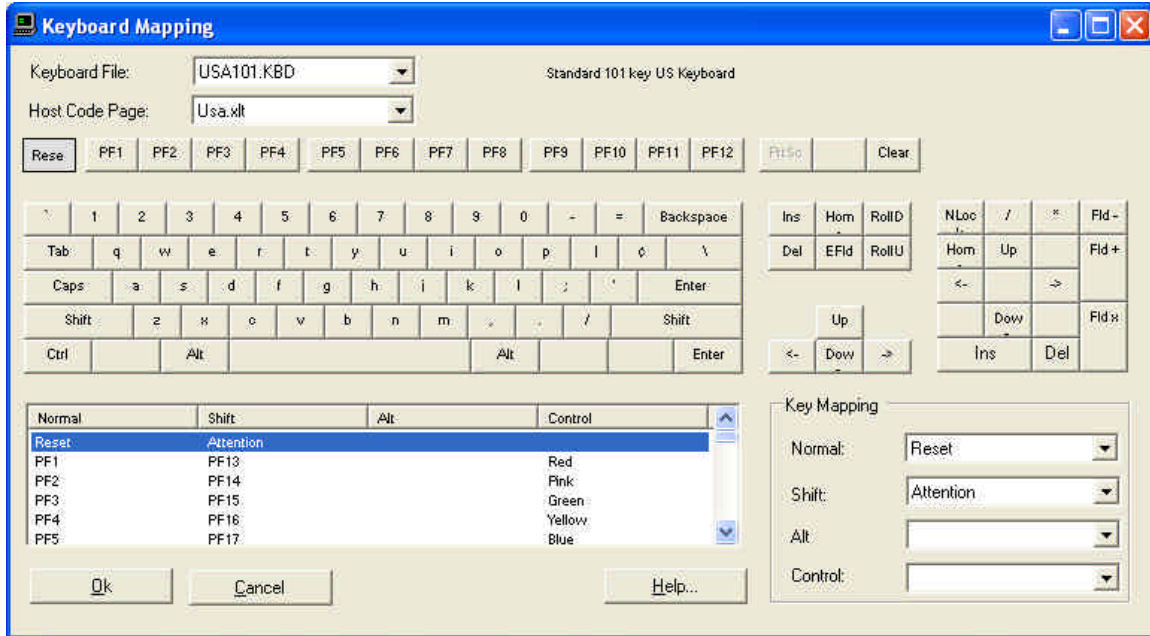 Keyboard Mapping
Keyboard File: USA101.KBD Standard 101 key US Keyboard
Host Code Page: Usa.xlt
Rese PF1 PF2 PF3 PF4 PF5 PF6 PF7 PF8 PF9 PF10 PF11 PF12 PrtSc Clear
` 1 2 3 4 5 6 7 8 9 0 - = Backspace Ins Hom RollD NLoc / * Fld -
Tab q w e r t y u i o p | ¢ \ Del EFld RollU Hom Up Fld +
Caps a s d f g h i k l ; ' Enter <- ->
Shift z x c v b n m , . / Shift Up Dow Fld x
Ctrl Alt Alt Enter <- Dow -> Ins Del
Normal Shift Alt Control
Reset Attention
PF1 PF13 Red
PF2 PF14 Pink
PF3 PF15 Green
PF4 PF16 Yellow
PF5 PF17 Blue
Key Mapping
Normal: Reset
Shift: Attention
Alt
Control:
Ok Cancel Help...